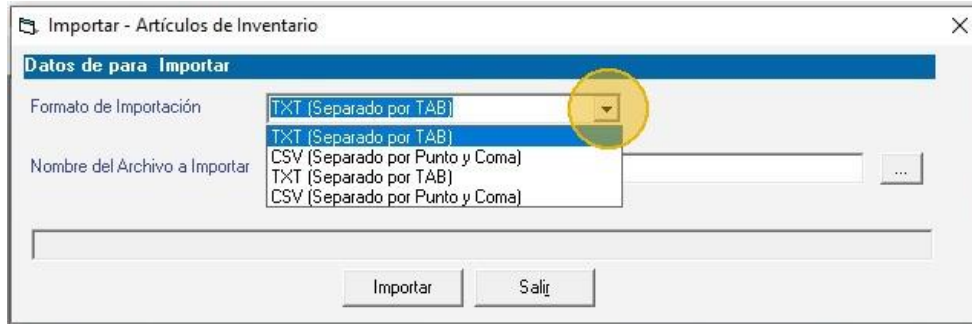 Importar - Artículos de Inventario
Datos de para Importar
Formato de Importación
TXT (Separado por TAB)
TXT (Separado por TAB)
CSV (Separado por Punto y Coma)
TXT (Separado por TAB)
CSV (Separado por Punto y Coma)
Nombre del Archivo a Importar
...
Importar
Salir